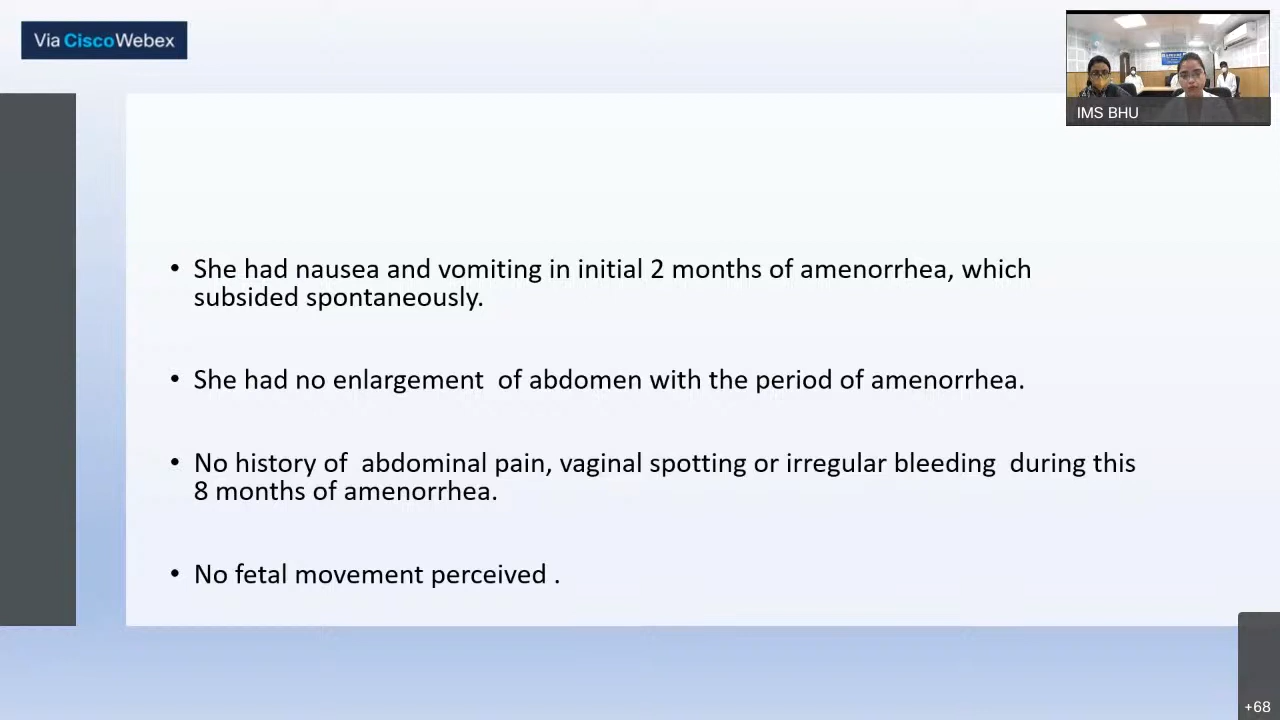 Via CiscoWebex
IMS BHU
• She had nausea and vomiting in initial 2 months of amenorrhea, which
subsided spontaneously.
• She had no enlargement  of abdomen with the period of amenorrhea.
• No history of  abdominal pain, vaginal spotting or irregular bleeding  during this
8 months of amenorrhea.
• No fetal movement perceived .
+68